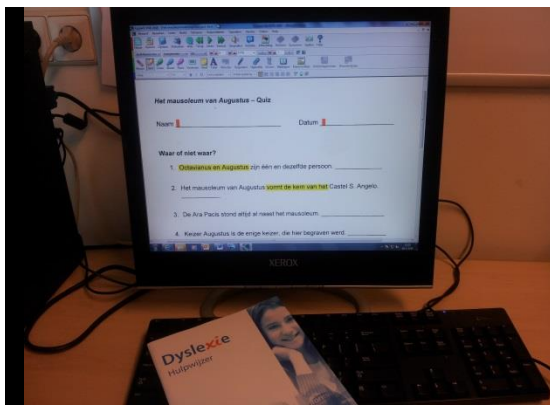 Het mausoleum van Augustus – Quiz
Naam Datum
Waar of niet waar?
1. Octavianus en Augustus zijn één en dezelfde persoon.
2. Het mausoleum van Augustus vormt de kern van het Castel S. Angelo.
3. De Ara Pacis stond altijd al naast het mausoleum.
4. Keizer Augustus is de enige keizer, die hier begraven werd.
XEROX
Dyslexie
Hulpwijzer